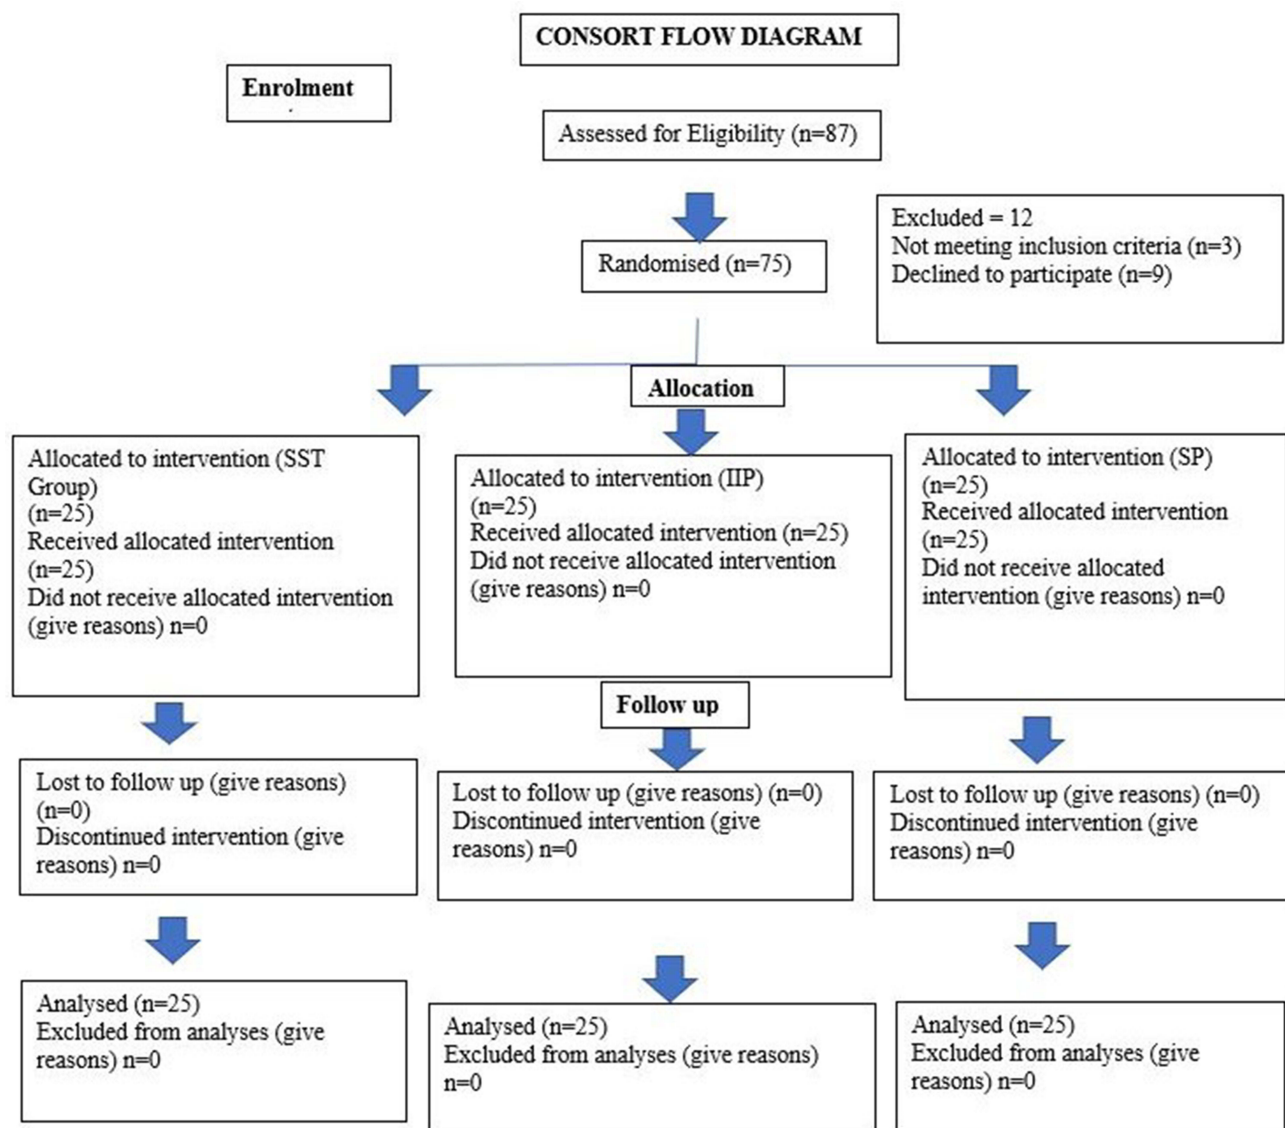 CONSORT FLOW DIAGRAM
Enrolment
Assessed for Eligibility (n=87)
Excluded = 12
Not meeting inclusion criteria (n=3)
Declined to participate (n=9)
Randomised (n=75)
Allocation
Allocated to intervention (SST
Group)
(n=25)
Received allocated intervention
(n=25)
Did not receive allocated intervention
(give reasons) n=0
Allocated to intervention (IIP)
(n=25)
Received allocated intervention (n=25)
Did not receive allocated intervention
(give reasons) n=0
Allocated to intervention (SP)
(n=25)
Received allocated intervention
(n=25)
Did not receive allocated
intervention (give reasons) n=0
Follow up
Lost to follow up (give reasons)
(n=0)
Discontinued intervention (give
reasons) n=0
Lost to follow up (give reasons) (n=0)
Discontinued intervention (give
reasons) n=0
Lost to follow up (give reasons) (n=0)
Discontinued intervention (give
reasons) n=0
Analysed (n=25)
Excluded from analyses (give
reasons) n=0
Analysed (n=25)
Excluded from analyses (give reasons)
n=0
Analysed (n=25)
Excluded from analyses (give
reasons) n=0